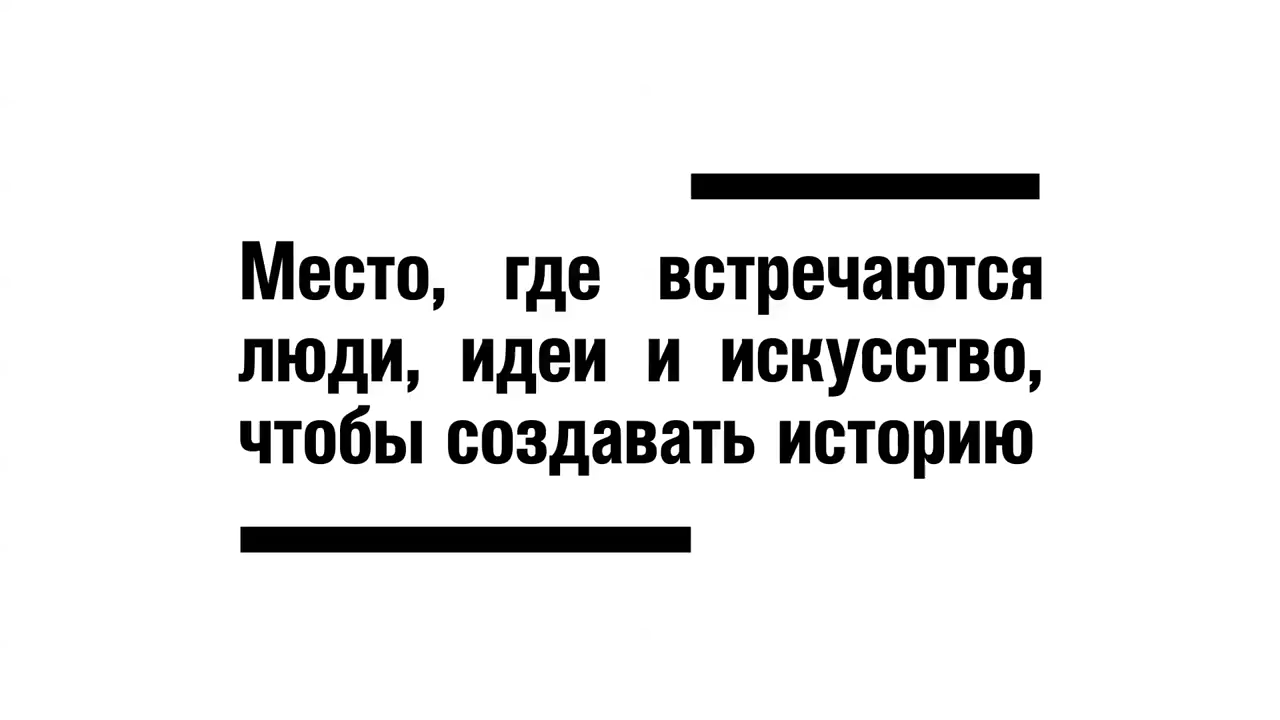 Место, где встречаются
люди, идеи и искусство,
чтобы создавать историю